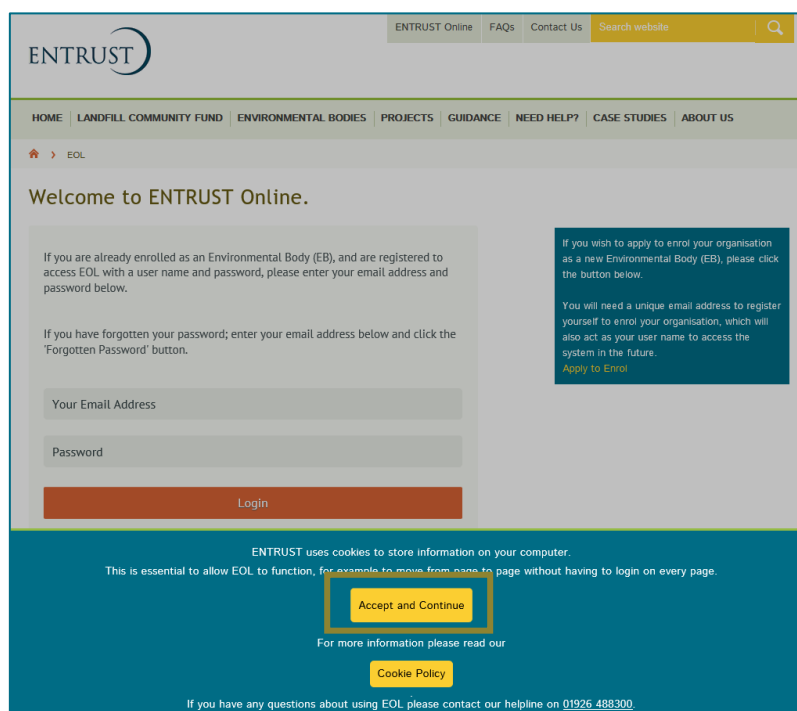 ENTRUST Online FAQs Contact Us Search website
ENTRUST
HOME LANDFILL COMMUNITY FUND ENVIRONMENTAL BODIES PROJECTS GUIDANCE NEED HELP? CASE STUDIES ABOUT US
> EOL
Welcome to ENTRUST Online.
If you are already enrolled as an Environmental Body (EB), and are registered to
access EOL with a user name and password, please enter your email address and
password below.
If you have forgotten your password; enter your email address below and click the
'Forgotten Password' button.
Your Email Address
Password
Login
If you wish to apply to enrol your organisation
as a new Environmental Body (EB), please click
the button below.
You will need a unique email address to register
yourself to enrol your organisation, which will
also act as your user name to access the
system in the future.
Apply to Enrol
ENTRUST uses cookies to store information on your computer.
This is essential to allow EOL to function, for example to move from page to page without having to login on every page.
Accept and Continue
For more information please read our
Cookie Policy
If you have any questions about using EOL please contact our helpline on 01926 488300.